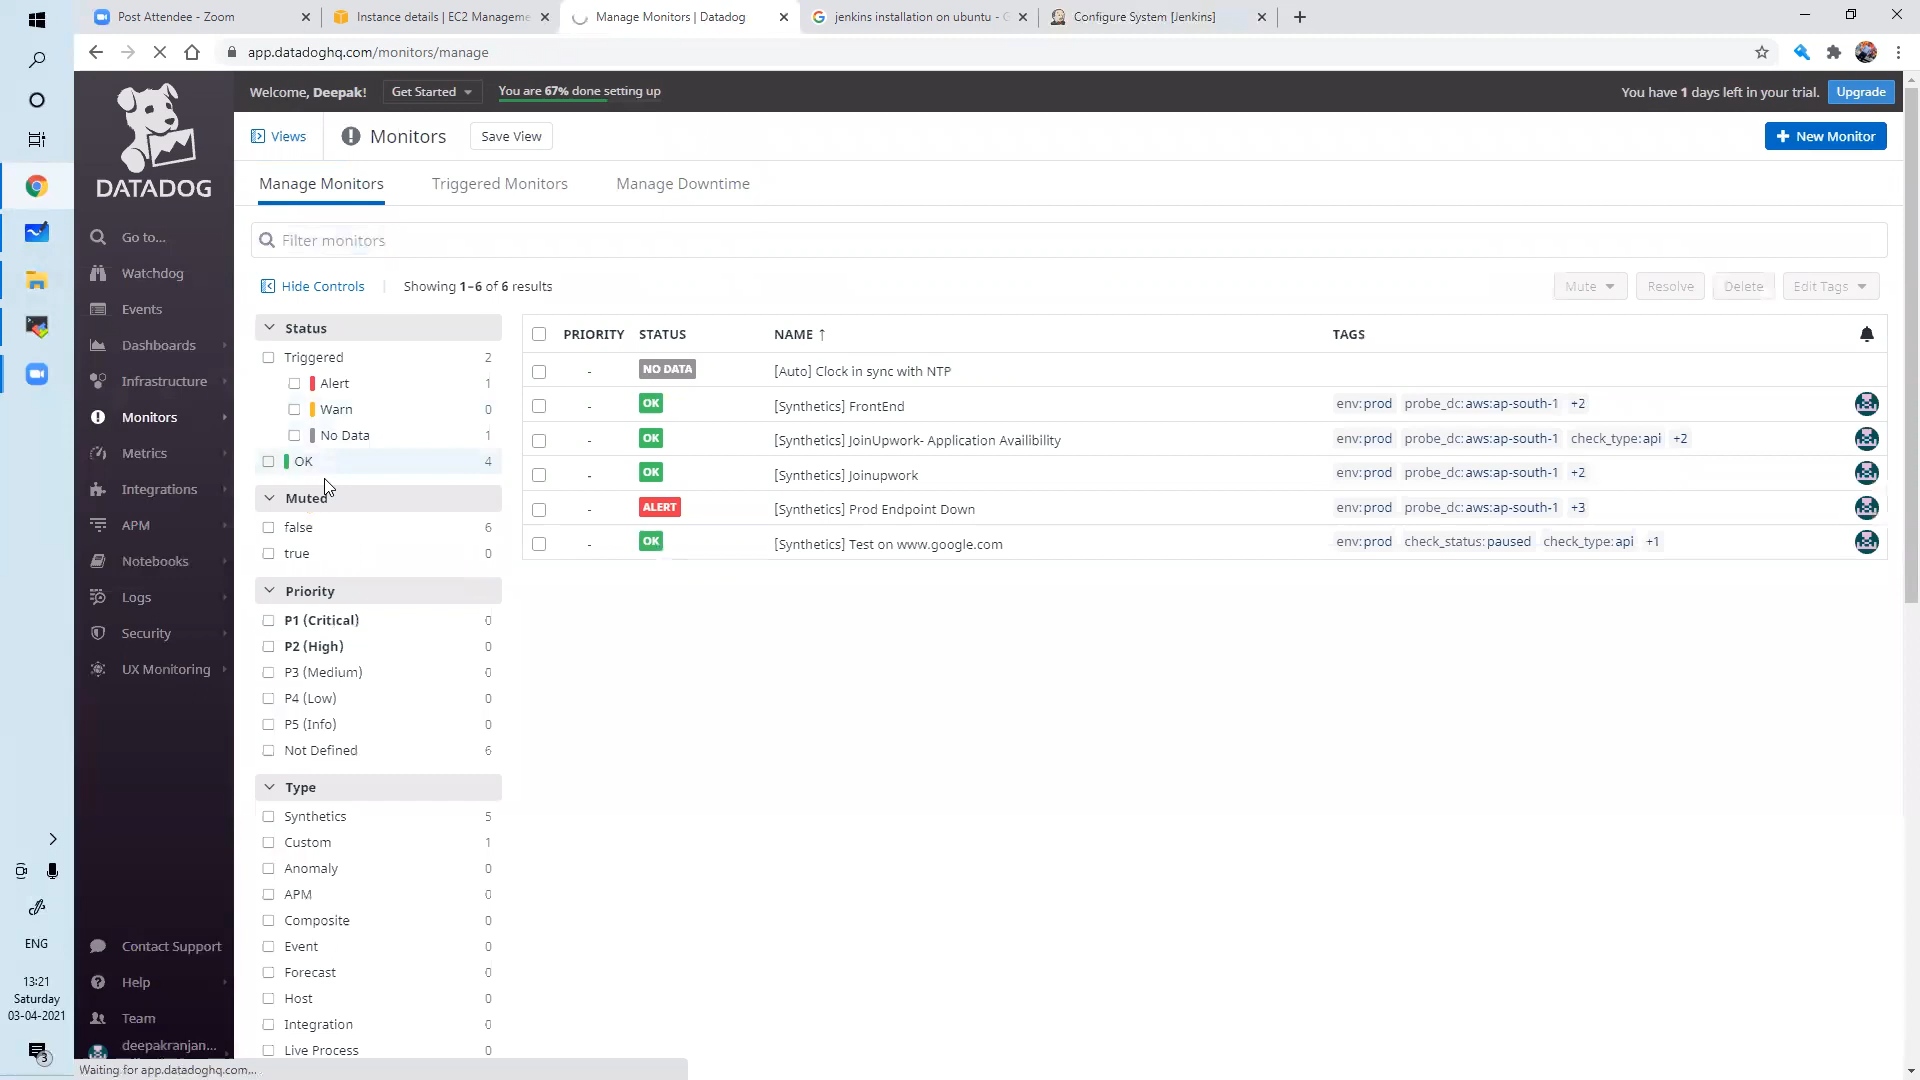 Post Attendee - Zoom
Instance details | EC2 Manageme
Manage Monitors | Datadog
jenkins installation on ubuntu - G
Configure System [Jenkins]
app.datadoghq.com/monitors/manage
Welcome, Deepak!
Get Started
You are 67% done setting up
You have 1 days left in your trial.
Upgrade
DATADOG
Views
Monitors
Save View
New Monitor
Manage Monitors
Triggered Monitors
Manage Downtime
Go to...
Watchdog
Events
Dashboards
Infrastructure
Monitors
Metrics
Integrations
APM
Notebooks
Logs
Security
UX Monitoring
Contact Support
Help
Team
deepakranjan...
Filter monitors
Hide Controls
Showing 1–6 of 6 results
Mute
Resolve
Delete
Edit Tags
Status
Triggered 2
Alert 1
Warn 0
No Data 1
OK 4
Muted
false 6
true 0
Priority
P1 (Critical) 0
P2 (High) 0
P3 (Medium) 0
P4 (Low) 0
P5 (Info) 0
Not Defined 6
Type
Synthetics 5
Custom 1
Anomaly 0
APM 0
Composite 0
Event 0
Forecast 0
Host 0
Integration 0
Live Process 0
PRIORITY STATUS NAME ↑ TAGS
- NO DATA [Auto] Clock in sync with NTP
- OK [Synthetics] FrontEnd env:prod probe_dc:aws:ap-south-1 +2
- OK [Synthetics] JoinUpwork- Application Availibility env:prod probe_dc:aws:ap-south-1 check_type:api +2
- OK [Synthetics] Joinupwork env:prod probe_dc:aws:ap-south-1 +2
- ALERT [Synthetics] Prod Endpoint Down env:prod probe_dc:aws:ap-south-1 +3
- OK [Synthetics] Test on www.google.com env:prod check_status:paused check_type:api +1
ENG
13:21
Saturday
03-04-2021
3
Waiting for app.datadoghq.com...